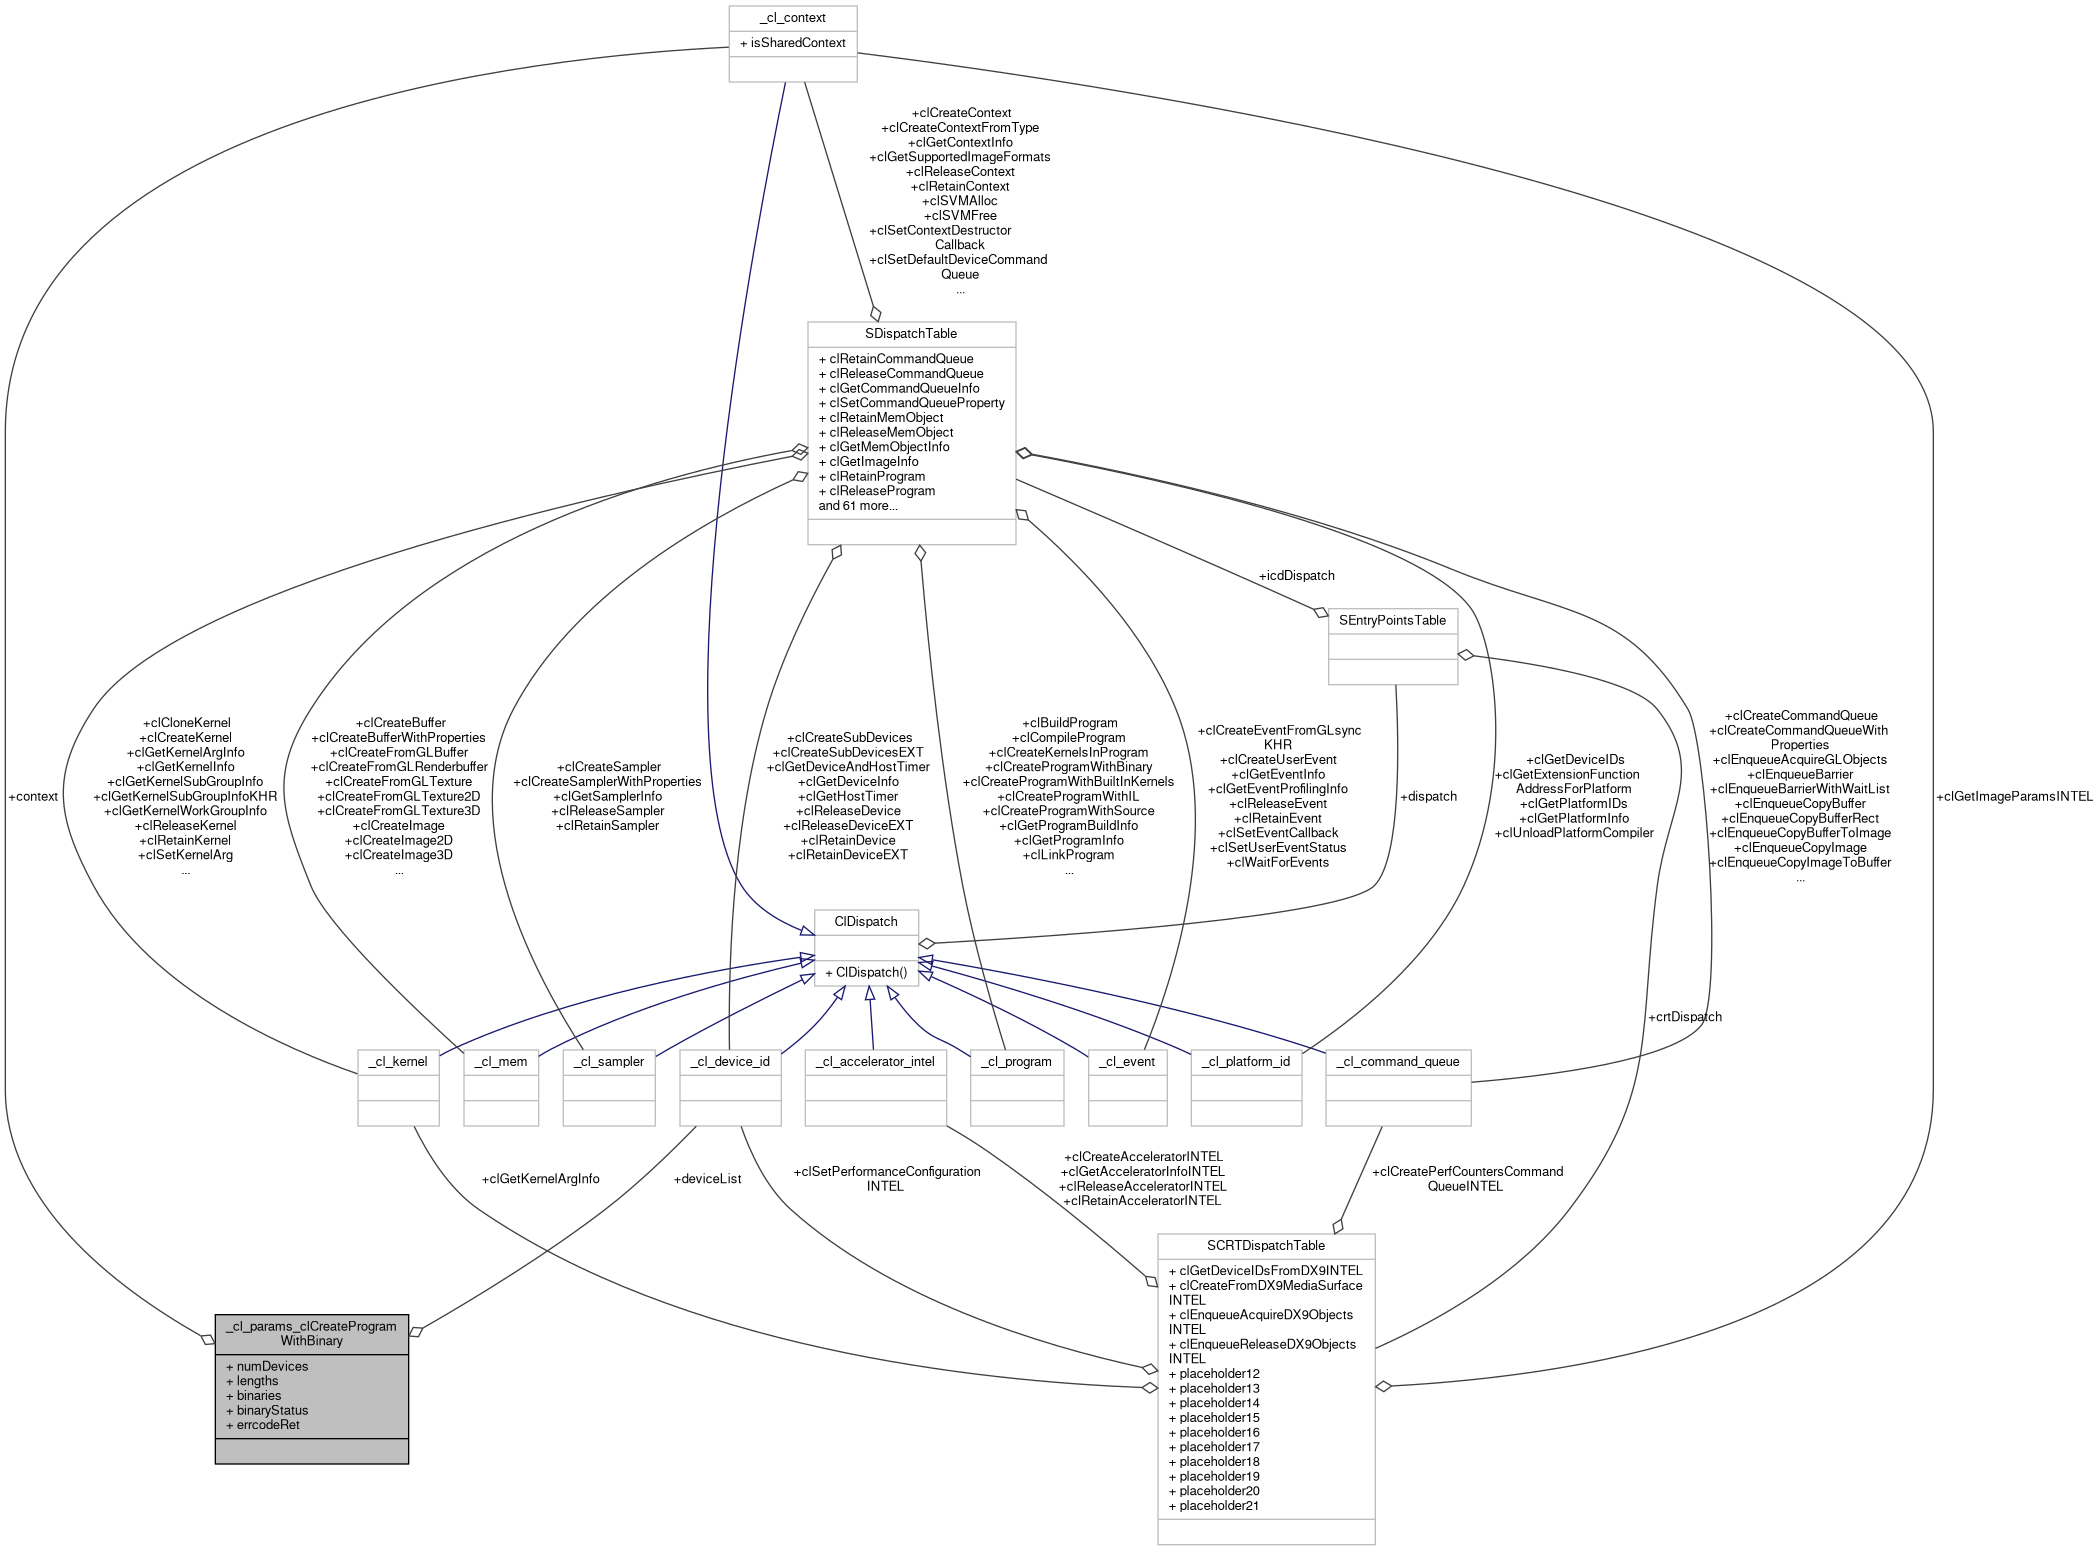 _cl_context
+ isSharedContext
+clCreateContext
+clCreateContextFromType
+clGetContextInfo
+clGetSupportedImageFormats
+clReleaseContext
+clRetainContext
+clSVMAlloc
+clSVMFree
+clSetContextDestructor
Callback
+clSetDefaultDeviceCommand
Queue
...
SDispatchTable
+ clRetainCommandQueue
+ clReleaseCommandQueue
+ clGetCommandQueueInfo
+ clSetCommandQueueProperty
+ clRetainMemObject
+ clReleaseMemObject
+ clGetMemObjectInfo
+ clGetImageInfo
+ clRetainProgram
+ clReleaseProgram
and 61 more...
+icdDispatch
SEntryPointsTable
+context
+clCloneKernel
+clCreateKernel
+clGetKernelArgInfo
+clGetKernelInfo
+clGetKernelSubGroupInfo
+clGetKernelSubGroupInfoKHR
+clGetKernelWorkGroupInfo
+clReleaseKernel
+clRetainKernel
+clSetKernelArg
...
+clCreateBuffer
+clCreateBufferWithProperties
+clCreateFromGLBuffer
+clCreateFromGLRenderbuffer
+clCreateFromGLTexture
+clCreateFromGLTexture2D
+clCreateFromGLTexture3D
+clCreateImage
+clCreateImage2D
+clCreateImage3D
...
+clCreateSampler
+clCreateSamplerWithProperties
+clGetSamplerInfo
+clReleaseSampler
+clRetainSampler
+clCreateSubDevices
+clCreateSubDevicesEXT
+clGetDeviceAndHostTimer
+clGetDeviceInfo
+clGetHostTimer
+clReleaseDevice
+clReleaseDeviceEXT
+clRetainDevice
+clRetainDeviceEXT
+clBuildProgram
+clCompileProgram
+clCreateKernelsInProgram
+clCreateProgramWithBinary
+clCreateProgramWithBuiltInKernels
+clCreateProgramWithIL
+clCreateProgramWithSource
+clGetProgramBuildInfo
+clGetProgramInfo
+clLinkProgram
...
+clCreateEventFromGLsync
KHR
+clCreateUserEvent
+clGetEventInfo
+clGetEventProfilingInfo
+clReleaseEvent
+clRetainEvent
+clSetEventCallback
+clSetUserEventStatus
+clWaitForEvents
+dispatch
+clGetDeviceIDs
+clGetExtensionFunction
AddressForPlatform
+clGetPlatformIDs
+clGetPlatformInfo
+clUnloadPlatformCompiler
+clCreateCommandQueue
+clCreateCommandQueueWith
Properties
+clEnqueueAcquireGLObjects
+clEnqueueBarrier
+clEnqueueBarrierWithWaitList
+clEnqueueCopyBuffer
+clEnqueueCopyBufferRect
+clEnqueueCopyBufferToImage
+clEnqueueCopyImage
+clEnqueueCopyImageToBuffer
...
+clGetImageParamsINTEL
ClDispatch
+ ClDispatch()
+crtDispatch
_cl_kernel
_cl_mem
_cl_sampler
_cl_device_id
_cl_accelerator_intel
_cl_program
_cl_event
_cl_platform_id
_cl_command_queue
+clGetKernelArgInfo
+deviceList
+clSetPerformanceConfiguration
INTEL
+clCreateAcceleratorINTEL
+clGetAcceleratorInfoINTEL
+clReleaseAcceleratorINTEL
+clRetainAcceleratorINTEL
+clCreatePerfCountersCommand
QueueINTEL
_cl_params_clCreateProgram
WithBinary
+ numDevices
+ lengths
+ binaries
+ binaryStatus
+ errcodeRet
SCRTDispatchTable
+ clGetDeviceIDsFromDX9INTEL
+ clCreateFromDX9MediaSurface
INTEL
+ clEnqueueAcquireDX9Objects
INTEL
+ clEnqueueReleaseDX9Objects
INTEL
+ placeholder12
+ placeholder13
+ placeholder14
+ placeholder15
+ placeholder16
+ placeholder17
+ placeholder18
+ placeholder19
+ placeholder20
+ placeholder21